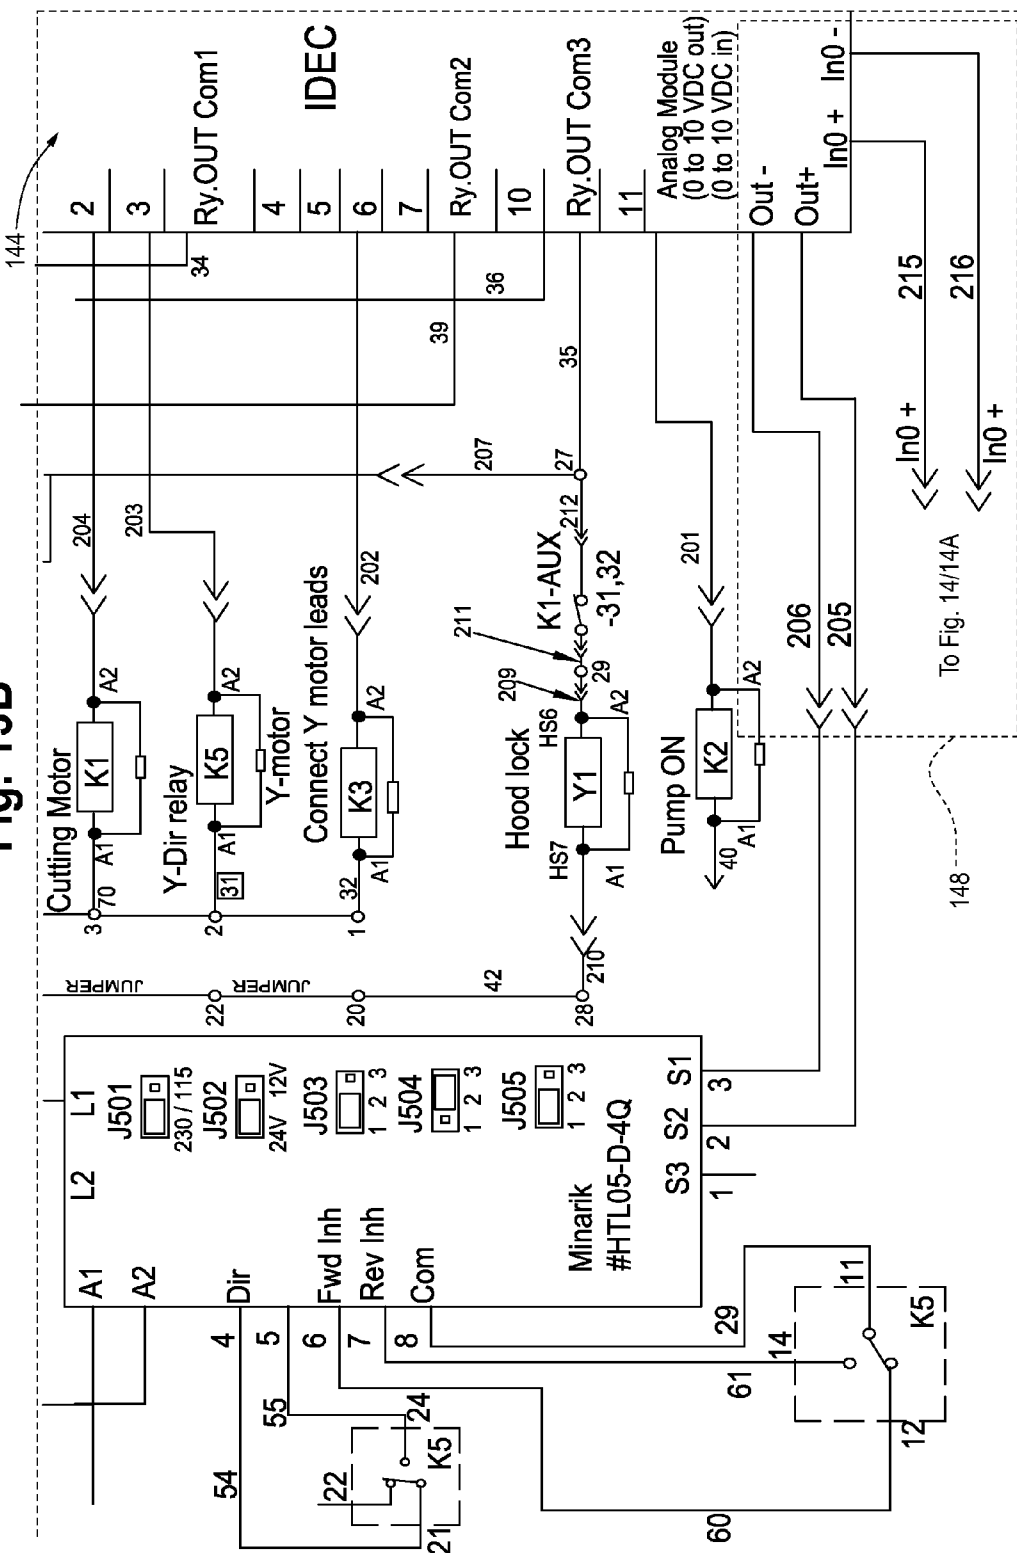 144
2
3
Ry.OUT Com1
IDEC
4
5
6
7
Ry.OUT Com2
10
Ry.OUT Com3
11
Analog Module
(0 to 10 VDC out)
(0 to 10 VDC in)
Out -
Out+
In0 +
In0 -
34
36
39
35
207
27
204
203
202
212
201
215
216
In0 +
In0 +
To Fig. 14/14A
206
205
148
Cutting Motor
K1
A1
A2
70
3
Y-Dir relay
K5
A1
A2
31
2
Y-motor
Connect Y motor leads
K3
A1
A2
32
1
K1-AUX
-31,32
211
209
29
Hood lock
HS6
HS7
Y1
A1
A2
210
28
Pump ON
K2
A1
A2
40
JUMPER
JUMPER
22
20
42
L1
L2
J501
230 / 115
J502
24V 12V
J503
1 2 3
J504
1 2 3
J505
1 2 3
Minarik
#HTL05-D-4Q
S1
S2
S3
3
2
1
A1
A2
Dir
Fwd Inh
Rev Inh
Com
4
5
6
7
8
54
55
22
24
21
K5
29
61
14
11
K5
12
60